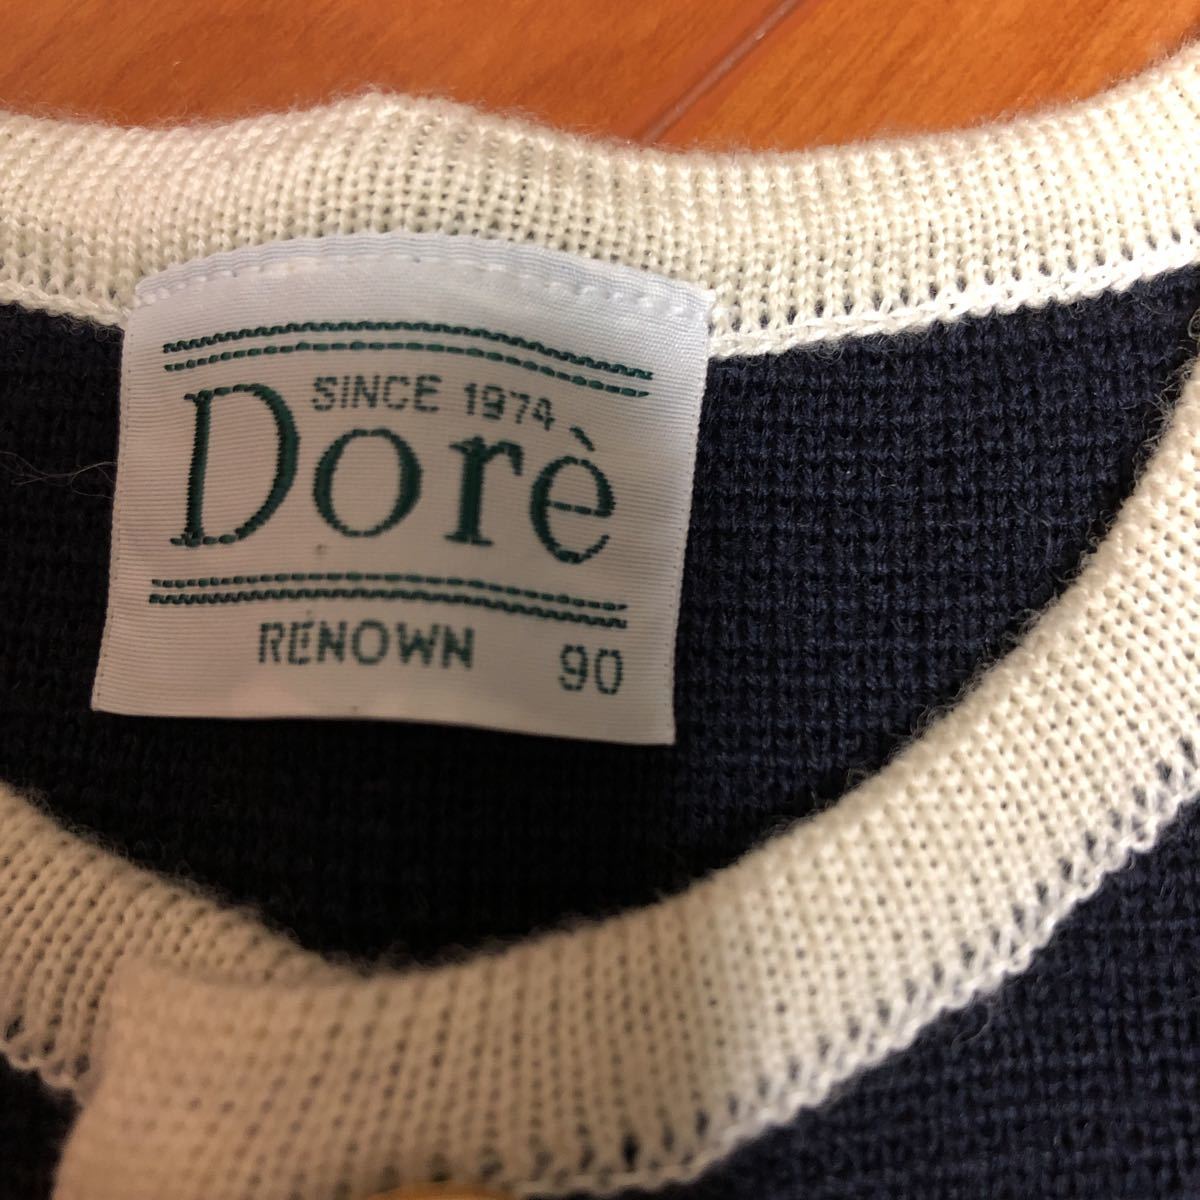 SINCE 1974
Dorè
RENOWN 90